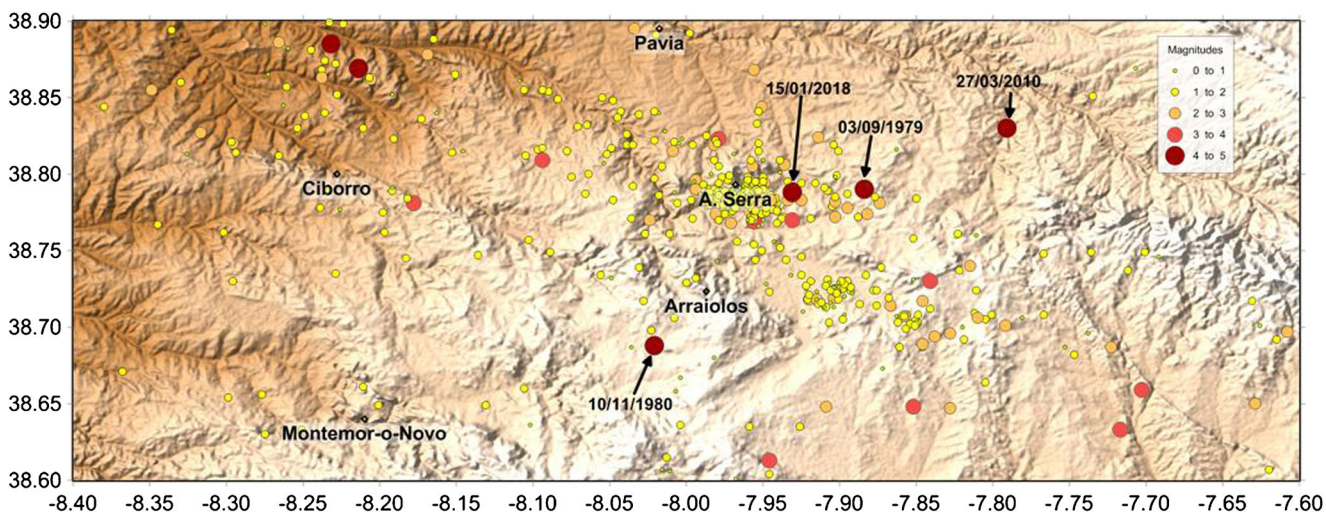 38.90
38.85
38.80
38.75
38.70
38.65
38.60
Pavia
15/01/2018
27/03/2010
03/09/1979
Magnitudes
0 to 1
1 to 2
2 to 3
3 to 4
4 to 5
Ciborro
A. Serra
Arraiolos
10/11/1980
Montemor-o-Novo
-8.40 -8.35 -8.30 -8.25 -8.20 -8.15 -8.10 -8.05 -8.00 -7.95 -7.90 -7.85 -7.80 -7.75 -7.70 -7.65 -7.60